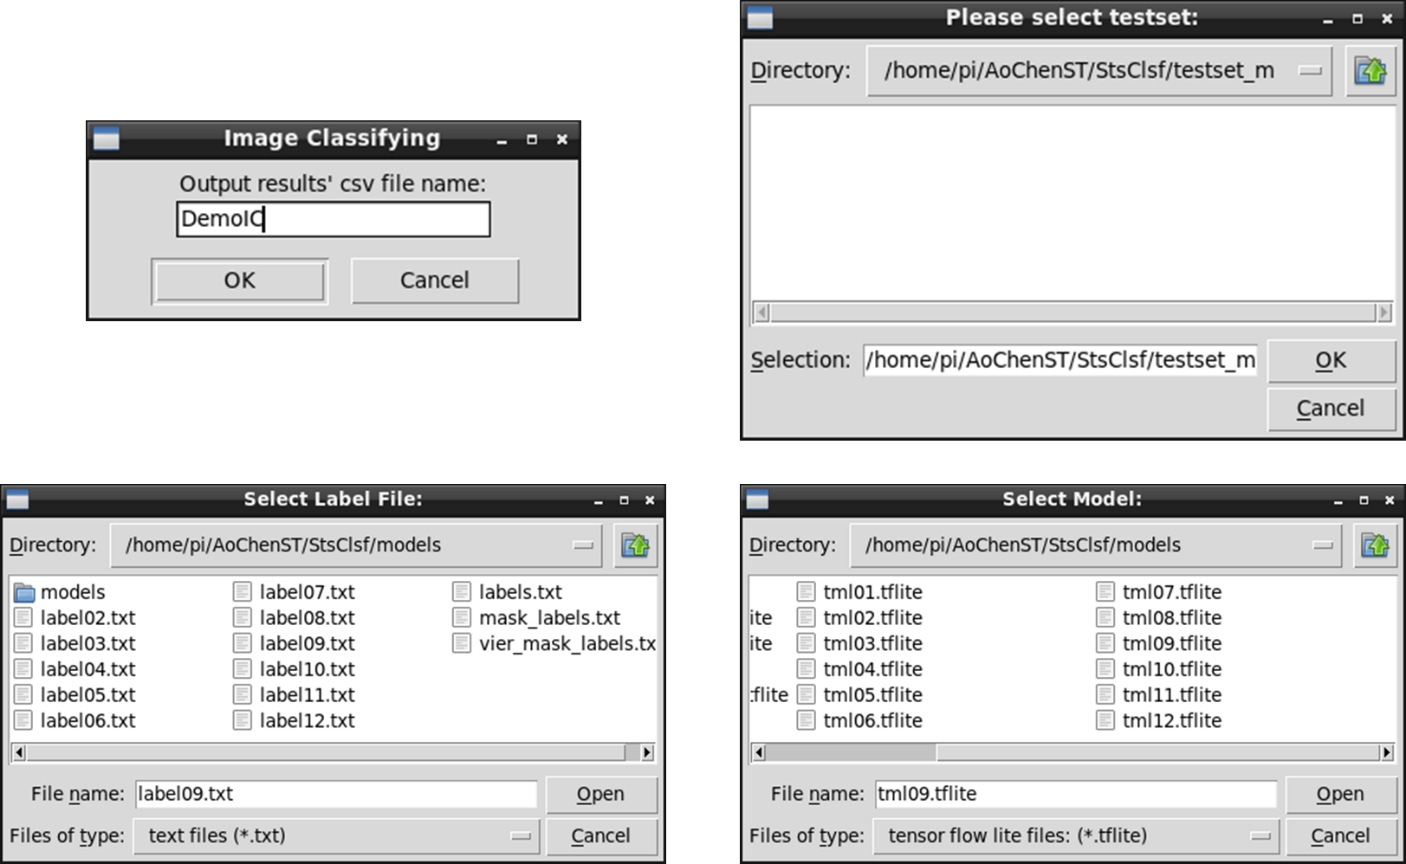 Image Classifying
Output results' csv file name:
DemoIC
OK Cancel
Please select testset:
Directory: /home/pi/AoChenST/StsClsf/testset_m
Selection: /home/pi/AoChenST/StsClsf/testset_m OK
Cancel
Select Label File:
Directory: /home/pi/AoChenST/StsClsf/models
models label07.txt labels.txt
label02.txt label08.txt mask_labels.txt
label03.txt label09.txt vier_mask_labels.tx
label04.txt label10.txt
label05.txt label11.txt
label06.txt label12.txt
File name: label09.txt Open
Files of type: text files (*.txt) Cancel
Select Model:
Directory: /home/pi/AoChenST/StsClsf/models
tml01.tflite tml07.tflite
ite tml02.tflite tml08.tflite
ite tml03.tflite tml09.tflite
tml04.tflite tml10.tflite
tflite tml05.tflite tml11.tflite
tml06.tflite tml12.tflite
File name: tml09.tflite Open
Files of type: tensor flow lite files: (*.tflite) Cancel